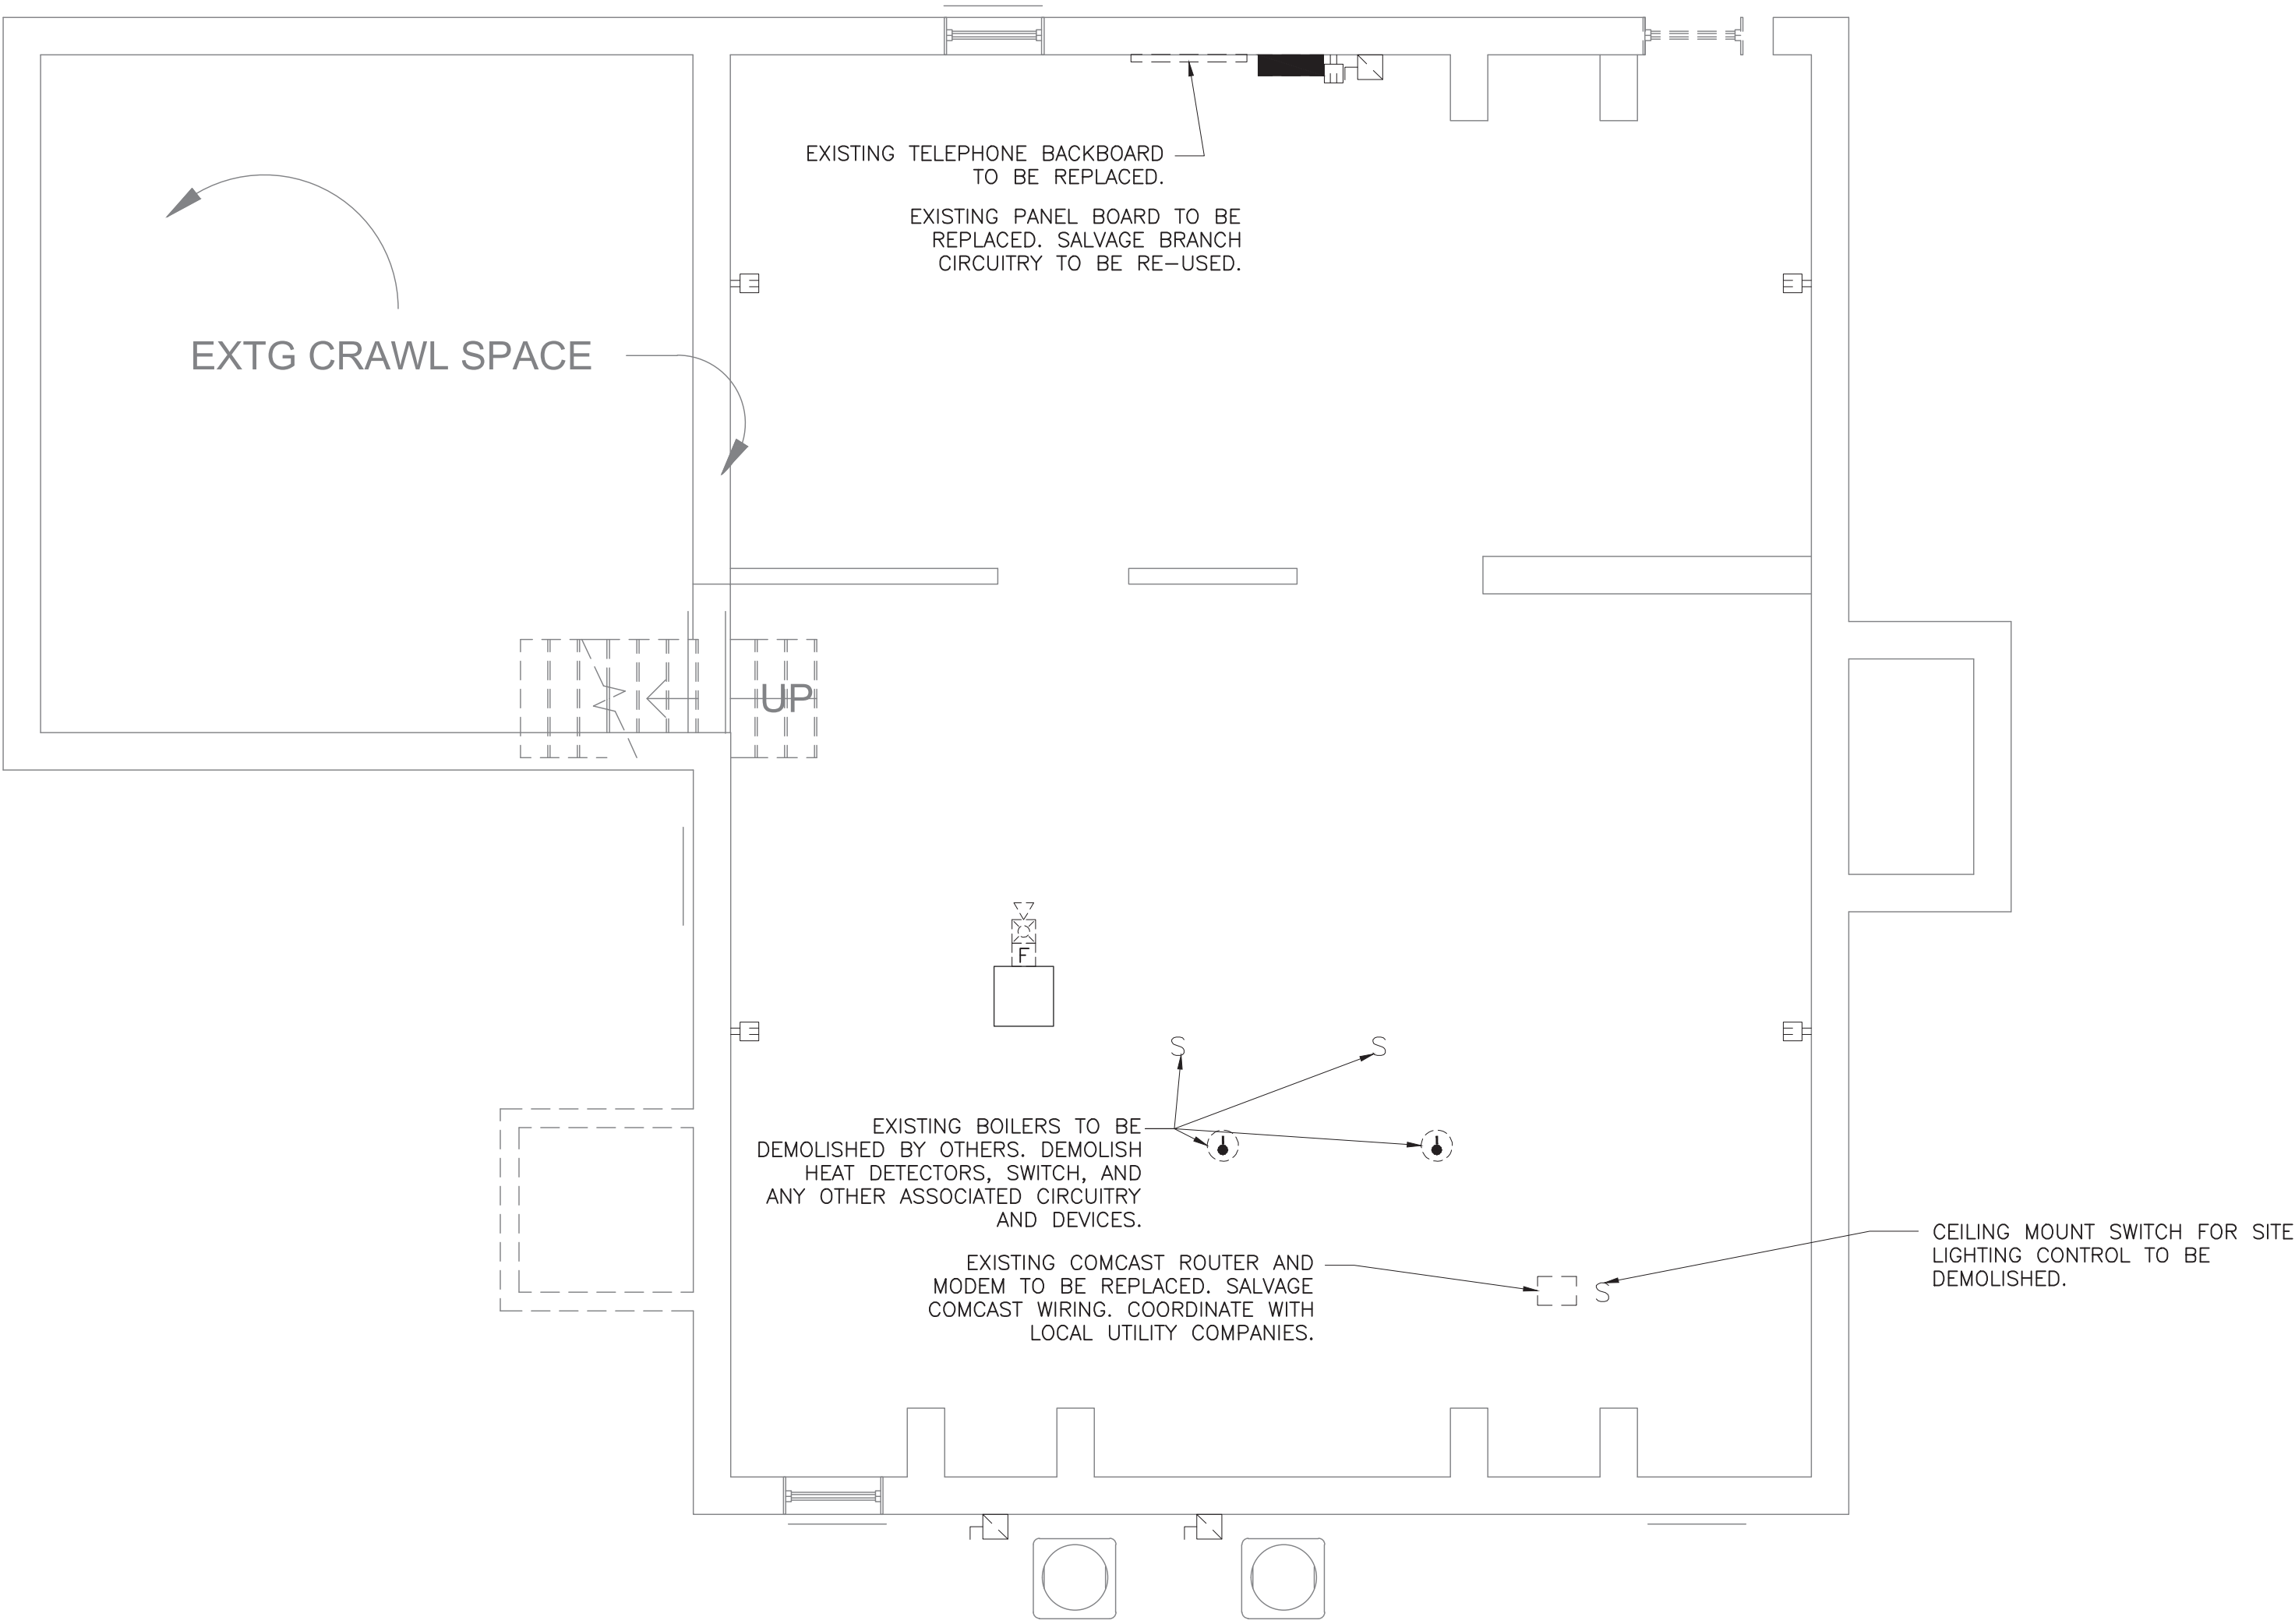 EXISTING TELEPHONE BACKBOARD
TO BE REPLACED.
EXISTING PANEL BOARD TO BE
REPLACED. SALVAGE BRANCH
CIRCUITRY TO BE RE-USED.
EXTG CRAWL SPACE
UP
F
S
S
EXISTING BOILERS TO BE
DEMOLISHED BY OTHERS. DEMOLISH
HEAT DETECTORS, SWITCH, AND
ANY OTHER ASSOCIATED CIRCUITRY
AND DEVICES.
EXISTING COMCAST ROUTER AND
MODEM TO BE REPLACED. SALVAGE
COMCAST WIRING. COORDINATE WITH
LOCAL UTILITY COMPANIES.
S
CEILING MOUNT SWITCH FOR SITE
LIGHTING CONTROL TO BE
DEMOLISHED.